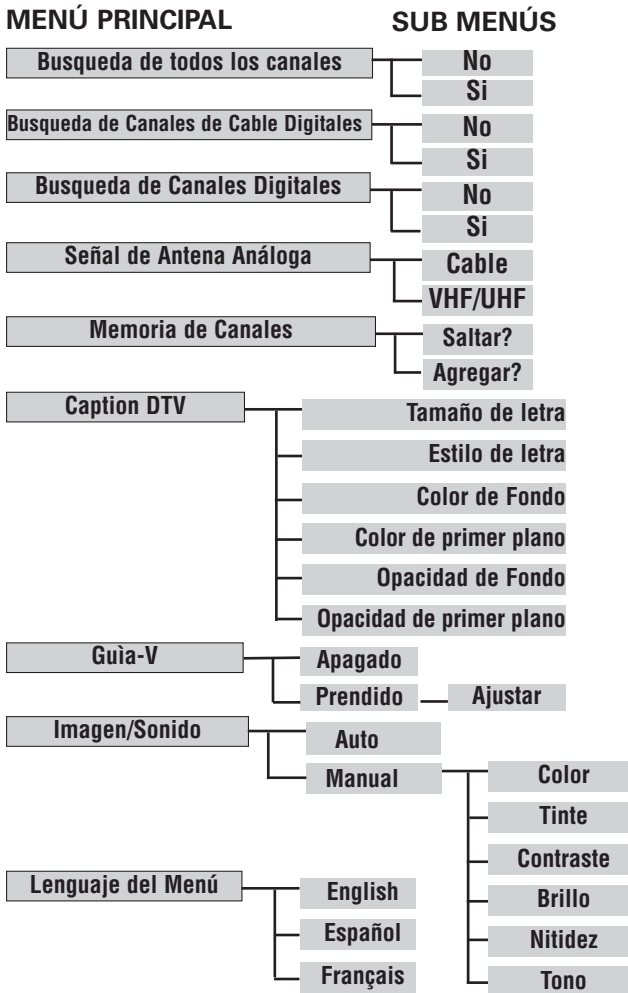 MENÚ PRINCIPAL
SUB MENÚS
Busqueda de todos los canales
No
Si
Busqueda de Canales de Cable Digitales
No
Si
Busqueda de Canales Digitales
No
Si
Señal de Antena Análoga
Cable
VHF/UHF
Memoria de Canales
Saltar?
Agregar?
Caption DTV
Tamaño de letra
Estilo de letra
Color de Fondo
Color de primer plano
Opacidad de Fondo
Opacidad de primer plano
Guìa-V
Apagado
Prendido
Ajustar
Imagen/Sonido
Auto
Manual
Color
Tinte
Contraste
Brillo
Nitidez
Tono
Lenguaje del Menú
English
Español
Français